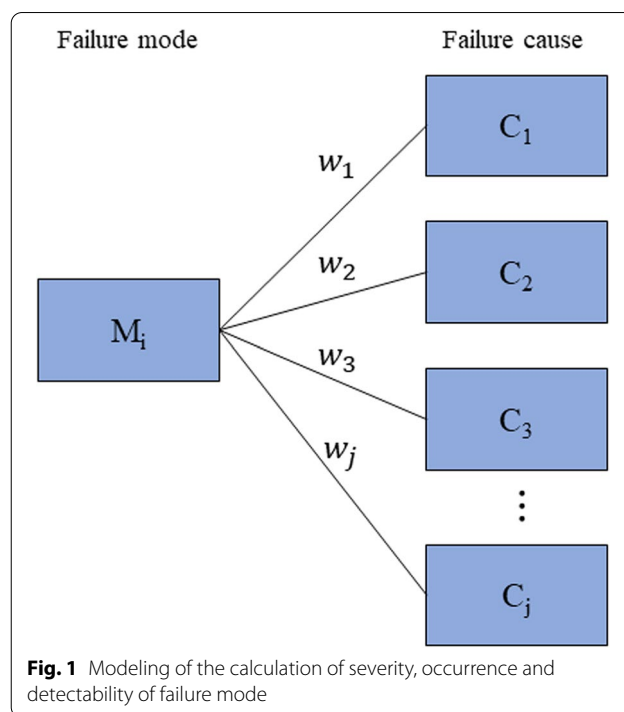 Failure mode
Failure cause
C₁
w₁
w₂
C₂
Mᵢ
w₃
C₃
wⱼ
⋮
Cⱼ
Fig. 1 Modeling of the calculation of severity, occurrence and
detectability of failure mode